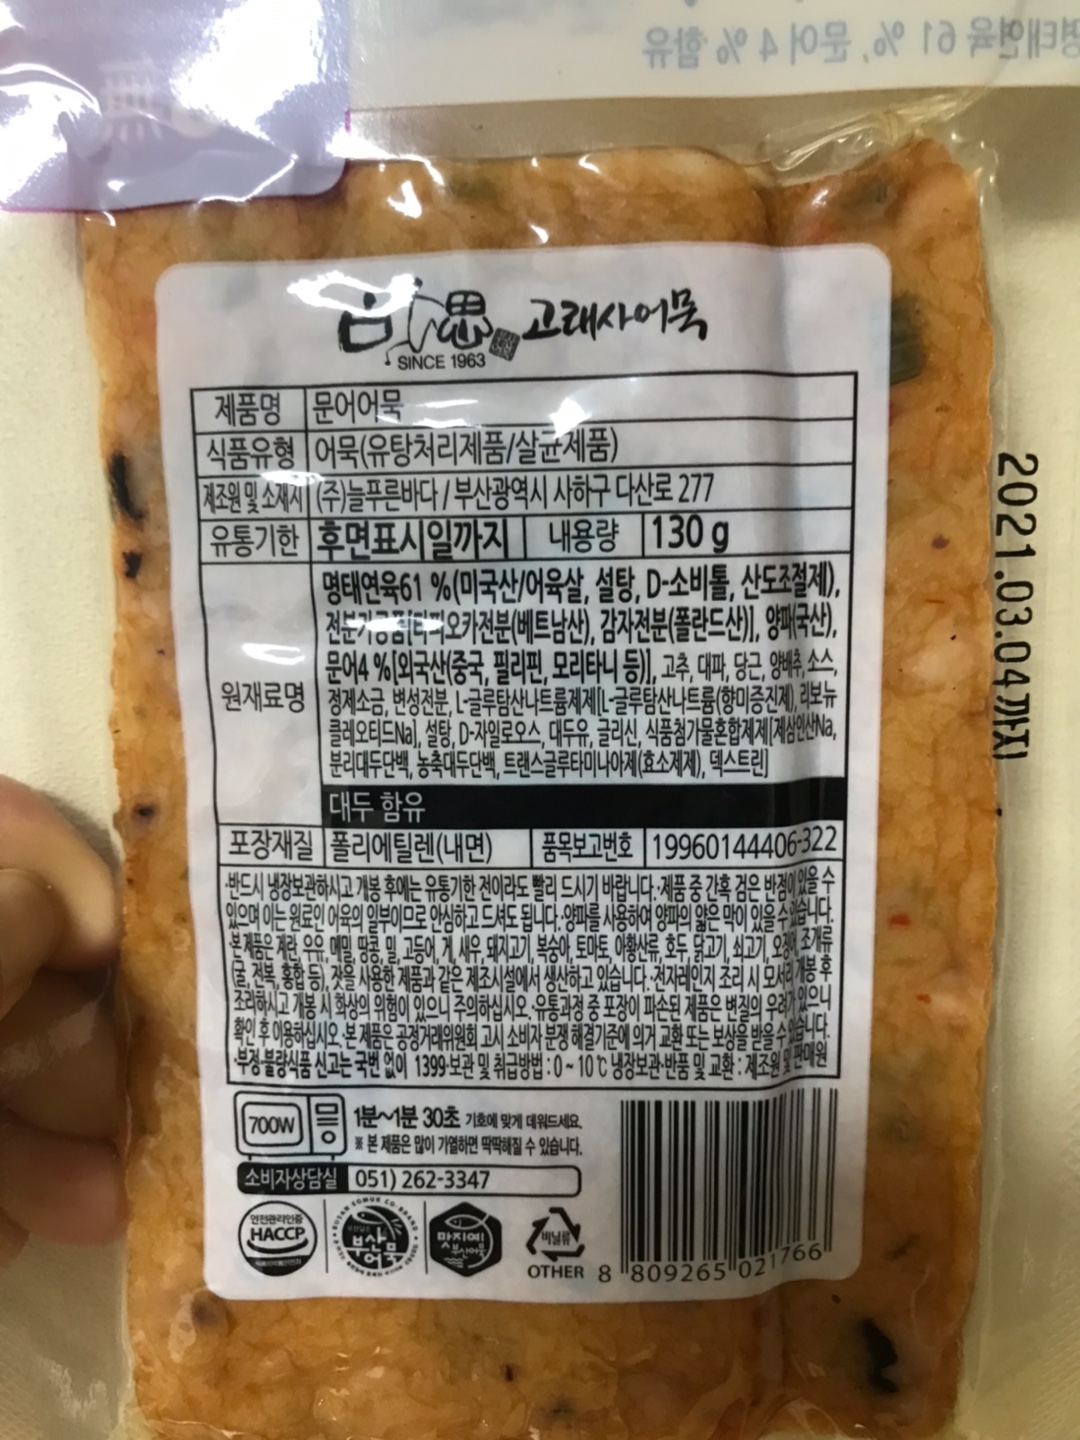 SINCE 1963
고래사어묵
제품명 문어어묵
식품유형 어묵(유탕처리제품/살균제품)
제조원 및 소재지 (주)늘푸른바다 / 부산광역시 사하구 다산로 277
유통기한 후면표시일까지 내용량 130 g
원재료명
명태연육61 %(미국산/어육살, 설탕, D-소비톨, 산도조절제),
전분가공품[타피오카전분(베트남산), 감자전분(폴란드산)], 양파(국산),
문어4 %[외국산(중국, 필리핀, 모리타니 등)], 고추, 대파, 당근, 양배추, 소스,
정제소금, 변성전분, L-글루탐산나트륨제제[L-글루탐산나트륨(향미증진제), 리보뉴
클레오티드Na], 설탕, D-자일로오스, 대두유, 글리신, 식품첨가물혼합제제[제삼인산Na,
분리대두단백, 농축대두단백, 트랜스글루타미나아제(효소제제), 덱스트린]
대두 함유
포장재질 폴리에틸렌(내면) 품목보고번호 19960144406-322
·반드시 냉장보관하시고 개봉 후에는 유통기한 전이라도 빨리 드시기 바랍니다.·제품 중 간혹 검은 반점이 있을 수
있으며 이는 원료인 어육의 일부이므로 안심하고 드셔도 됩니다.·양파를 사용하여 양파의 얇은 막이 있을 수 있습니다.
·본 제품은 계란, 우유, 메밀, 땅콩, 밀, 고등어, 게, 새우, 돼지고기, 복숭아, 토마토, 아황산류, 호두, 닭고기, 쇠고기, 오징어, 조개류
(굴, 전복, 홍합 등), 잣을 사용한 제품과 같은 제조시설에서 생산하고 있습니다.·전자레인지 조리 시 모서리 개봉 후
조리하시고 개봉 시 화상의 위험이 있으니 주의하십시오.·유통과정 중 포장이 파손된 제품은 변질의 우려가 있으니
확인 후 이용하십시오.·본 제품은 공정거래위원회 고시 소비자 분쟁 해결기준에 의거 교환 또는 보상을 받을 수 있습니다.
·부정·불량식품 신고는 국번 없이 1399·보관 및 취급방법 : 0 ~ 10℃ 냉장보관·반품 및 교환 : 제조원 및 판매원
700W 1분~1분 30초 기호에 맞게 데워드세요.
※ 본 제품은 많이 가열하면 딱딱해질 수 있습니다.
소비자상담실 051) 262-3347
안전관리인증
HACCP
부산어묵
맛지예!
부산어묵
비닐류
OTHER
8 809265 021766
2021.03.04까지
명태연육 61 %, 문어 4 % 함유
無